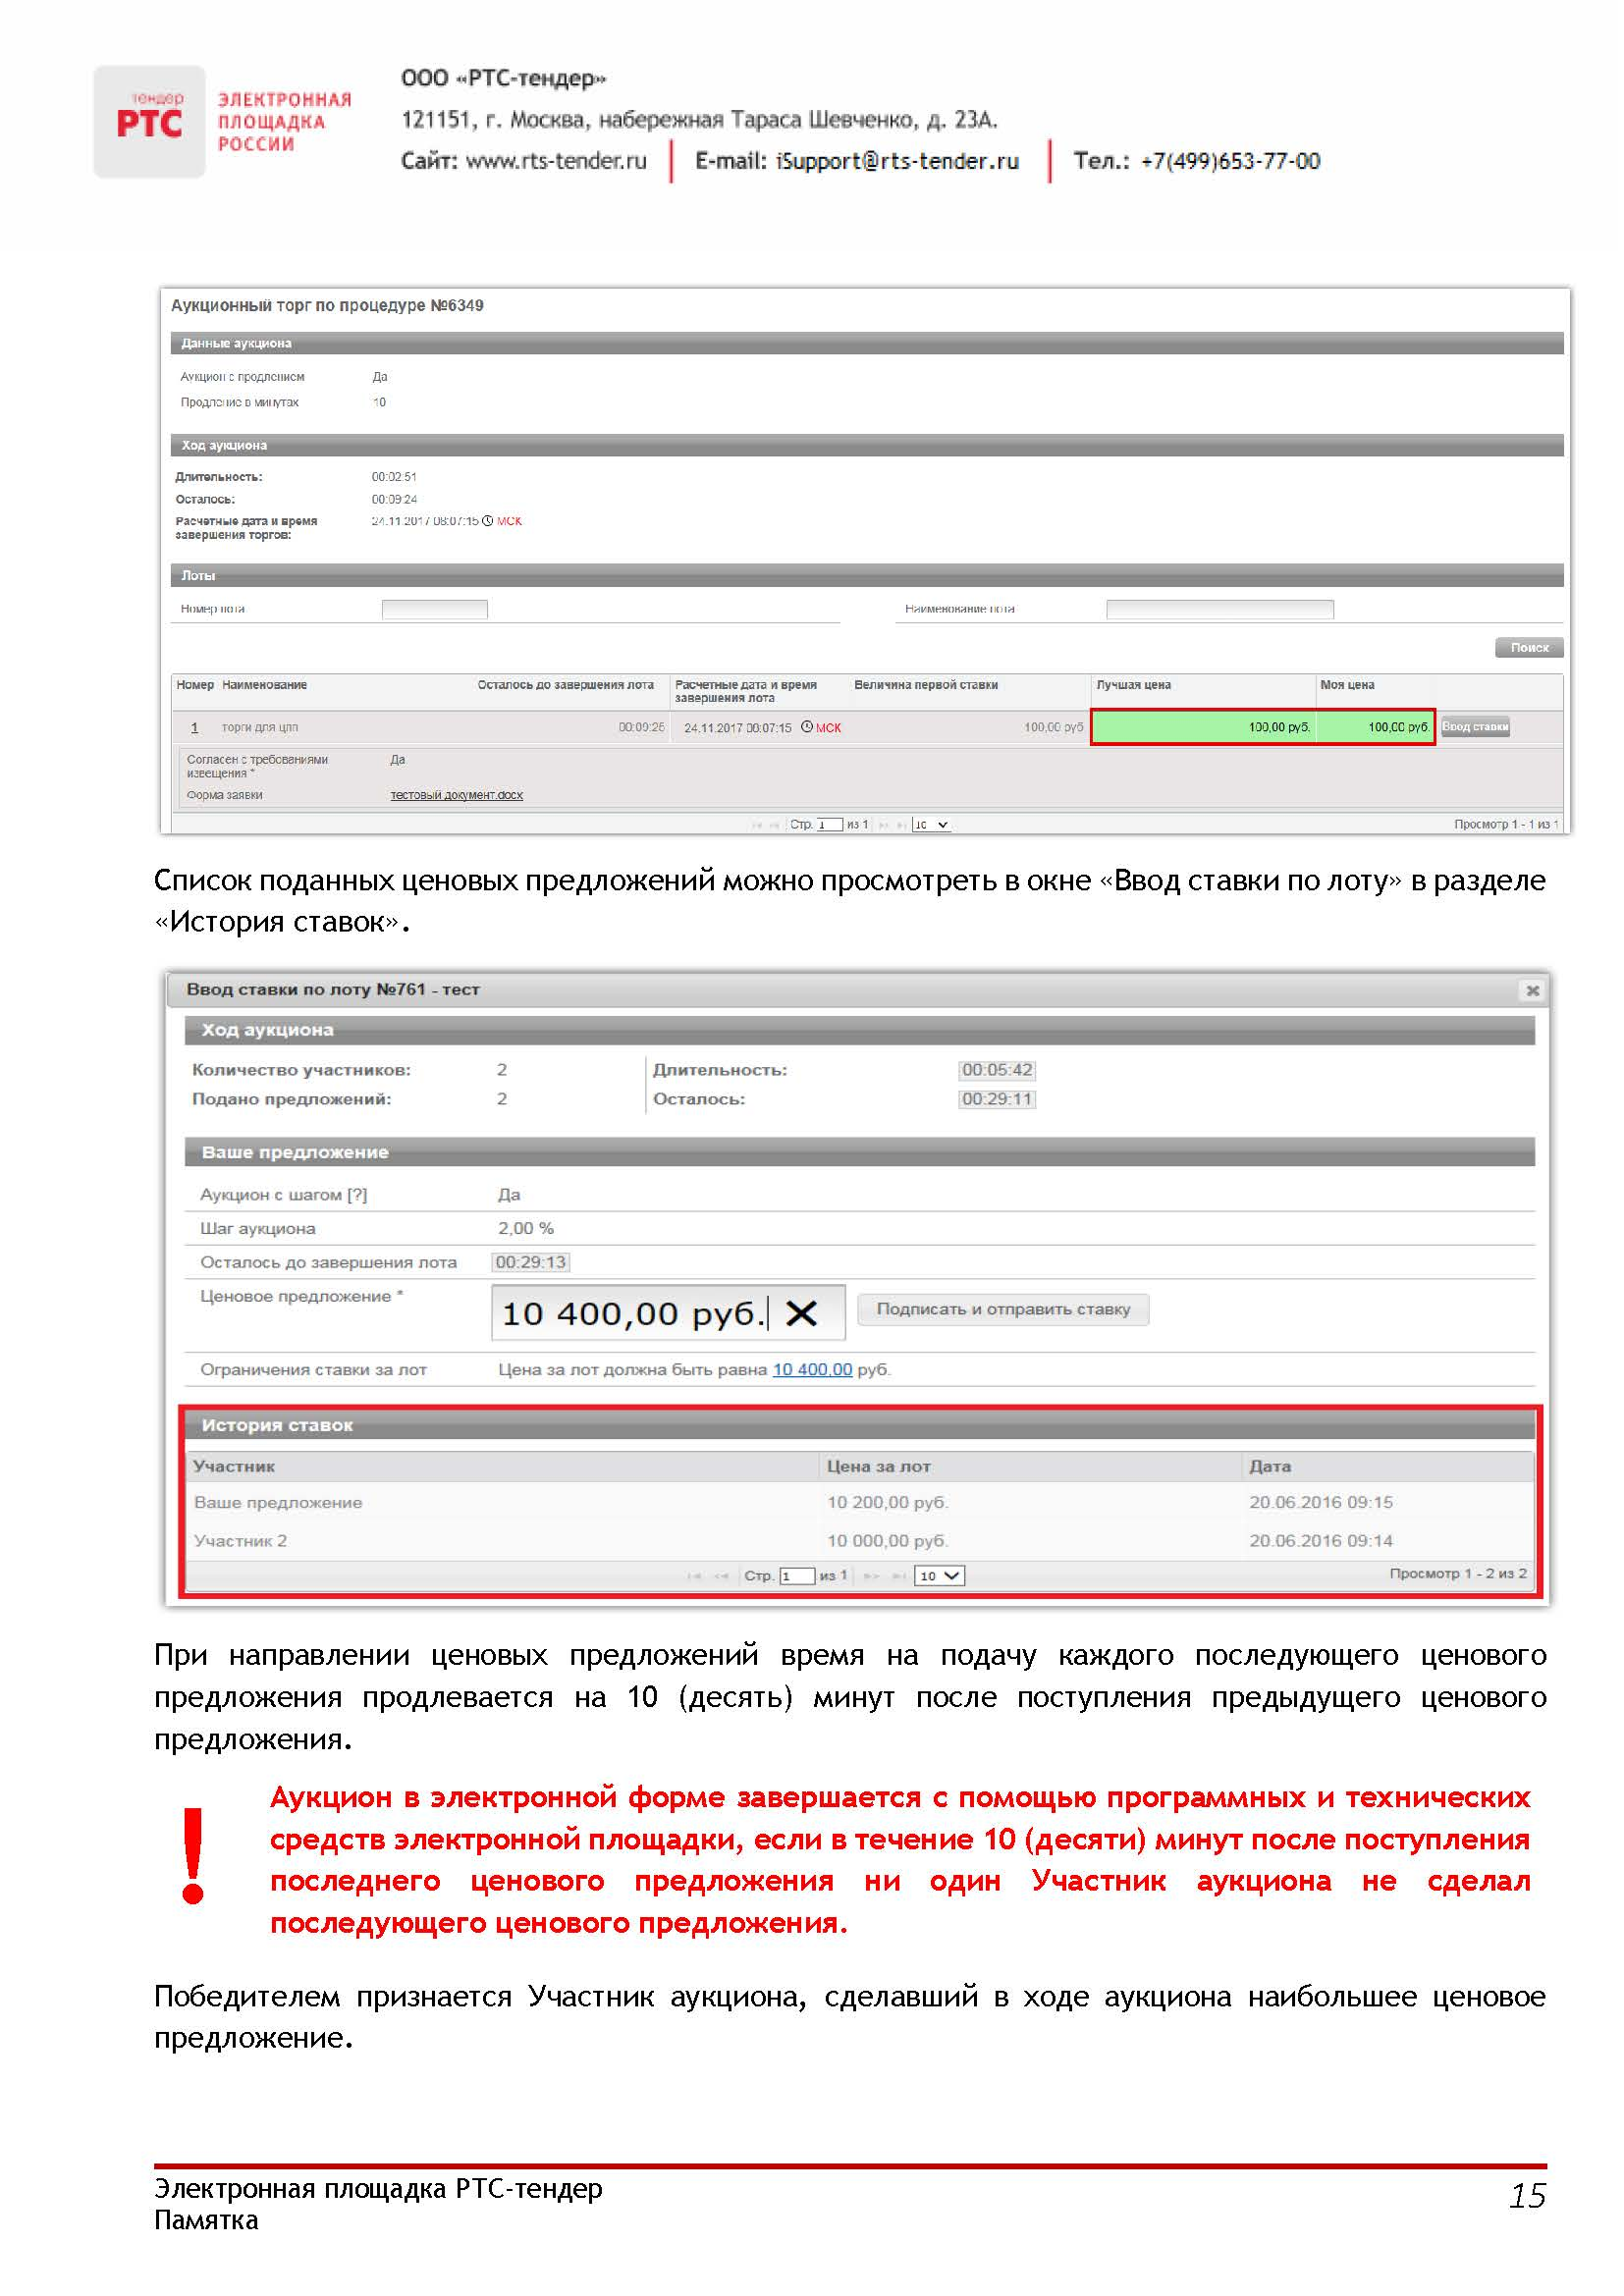 тендер
РТС
ЭЛЕКТРОННАЯ
ПЛОЩАДКА
РОССИИ
ООО «РТС-тендер»
121151, г. Москва, набережная Тараса Шевченко, д. 23А.
Сайт: www.rts-tender.ru | E-mail: iSupport@rts-tender.ru | Тел.: +7(499)653-77-00
Аукционный торг по процедуре №6349
Данные аукциона
Аукцион с продлением Да
Продление в минутах 10
Ход аукциона
Длительность: 00:02:51
Осталось: 00:09:24
Расчетные дата и время 24.11.2017 08:07:15 МСК
завершения торгов:
Лоты
Номер лота Наименование лота
Поиск
Номер Наименование Осталось до завершения лота Расчетные дата и время Величина первой ставки Лучшая цена Моя цена
завершения лота
1 торги для цпп 00:09:25 24.11.2017 08:07:15 МСК 100,00 руб 100,00 руб. 100,00 руб. Ввод ставки
Согласен с требованиями Да
извещения *
Форма заявки тестовый документ.docx
Стр. 1 из 1 10 Просмотр 1 - 1 из 1
Список поданных ценовых предложений можно просмотреть в окне «Ввод ставки по лоту» в разделе
«История ставок».
Ввод ставки по лоту №761 - тест
Ход аукциона
Количество участников: 2 Длительность: 00:05:42
Подано предложений: 2 Осталось: 00:29:11
Ваше предложение
Аукцион с шагом [?] Да
Шаг аукциона 2,00 %
Осталось до завершения лота 00:29:13
Ценовое предложение * 10 400,00 руб. Подписать и отправить ставку
Ограничения ставки за лот Цена за лот должна быть равна 10 400,00 руб.
История ставок
Участник Цена за лот Дата
Ваше предложение 10 200,00 руб. 20.06.2016 09:15
Участник 2 10 000,00 руб. 20.06.2016 09:14
Стр. 1 из 1 10 Просмотр 1 - 2 из 2
При направлении ценовых предложений время на подачу каждого последующего ценового
предложения продлевается на 10 (десять) минут после поступления предыдущего ценового
предложения.
! Аукцион в электронной форме завершается с помощью программных и технических
средств электронной площадки, если в течение 10 (десяти) минут после поступления
последнего ценового предложения ни один Участник аукциона не сделал
последующего ценового предложения.
Победителем признается Участник аукциона, сделавший в ходе аукциона наибольшее ценовое
предложение.
Электронная площадка РТС-тендер 15
Памятка